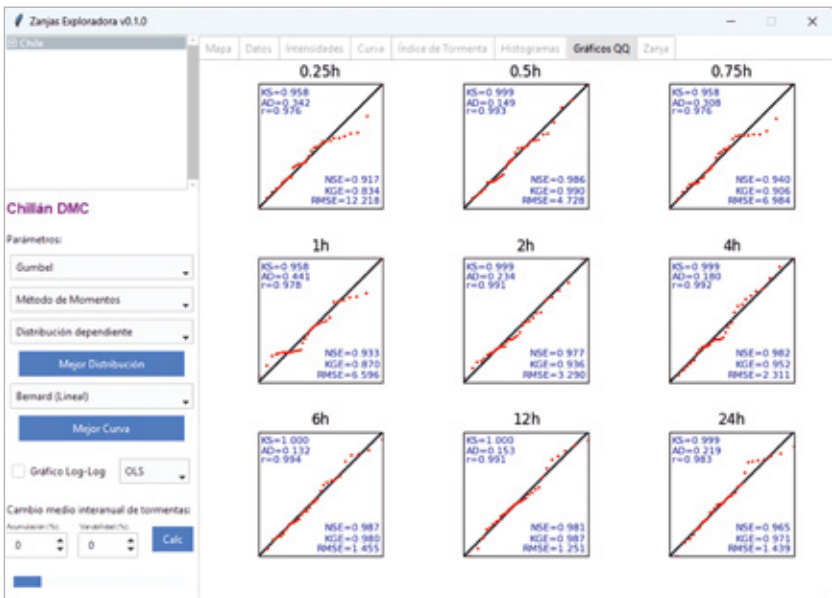 Zanjas Exploradora v0.1.0
Chile
Mapa Datos Intensidades Curva Índice de Tormenta Histogramas Gráficos QQ Zanja
Chillán DMC
Parámetros:
Gumbel
Método de Momentos
Distribución dependiente
Mejor Distribución
Bernard (Lineal)
Mejor Curva
Gráfico Log-Log OLS
Cambio medio interanual de tormentas:
Acumulación (%): Variabilidad (%):
0 0 Calc
0.25h
KS=0.958
AD=0.342
r=0.976
NSE=0.917
KGE=0.834
RMSE=12.218
0.5h
KS=0.999
AD=0.149
r=0.993
NSE=0.986
KGE=0.990
RMSE=4.728
0.75h
KS=0.958
AD=0.308
r=0.976
NSE=0.940
KGE=0.906
RMSE=6.984
1h
KS=0.958
AD=0.441
r=0.978
NSE=0.933
KGE=0.870
RMSE=6.596
2h
KS=0.999
AD=0.234
r=0.991
NSE=0.977
KGE=0.936
RMSE=3.290
4h
KS=0.999
AD=0.180
r=0.992
NSE=0.982
KGE=0.952
RMSE=2.311
6h
KS=1.000
AD=0.132
r=0.994
NSE=0.987
KGE=0.980
RMSE=1.455
12h
KS=1.000
AD=0.153
r=0.991
NSE=0.981
KGE=0.987
RMSE=1.251
24h
KS=0.999
AD=0.219
r=0.983
NSE=0.965
KGE=0.971
RMSE=1.439